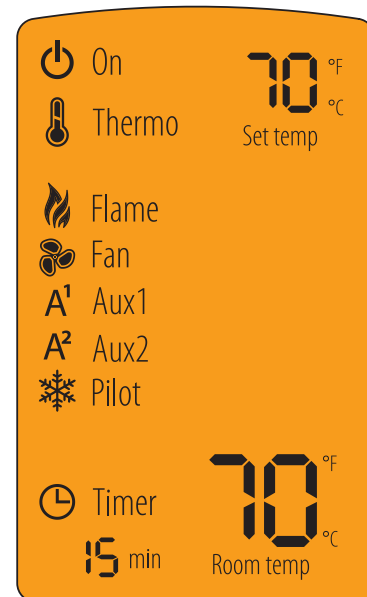 On
70 °F
°C
Thermo
Set temp
Flame
Fan
A¹ Aux1
A² Aux2
Pilot
70 °F
°C
Timer
15 min
Room temp